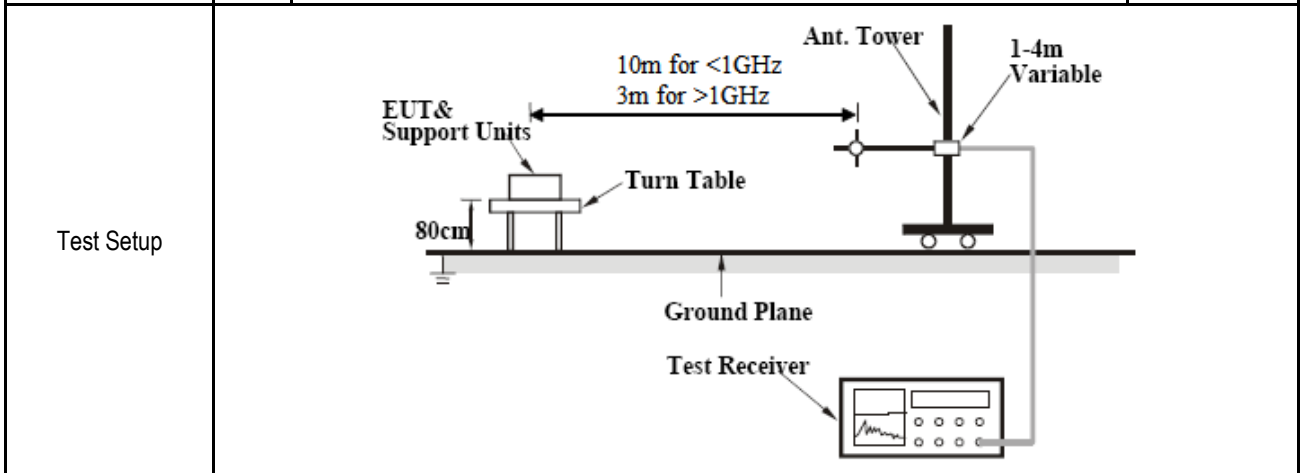 Test Setup
Ant. Tower
1-4m
Variable
10m for <1GHz
3m for >1GHz
EUT&
Support Units
Turn Table
80cm
Ground Plane
Test Receiver